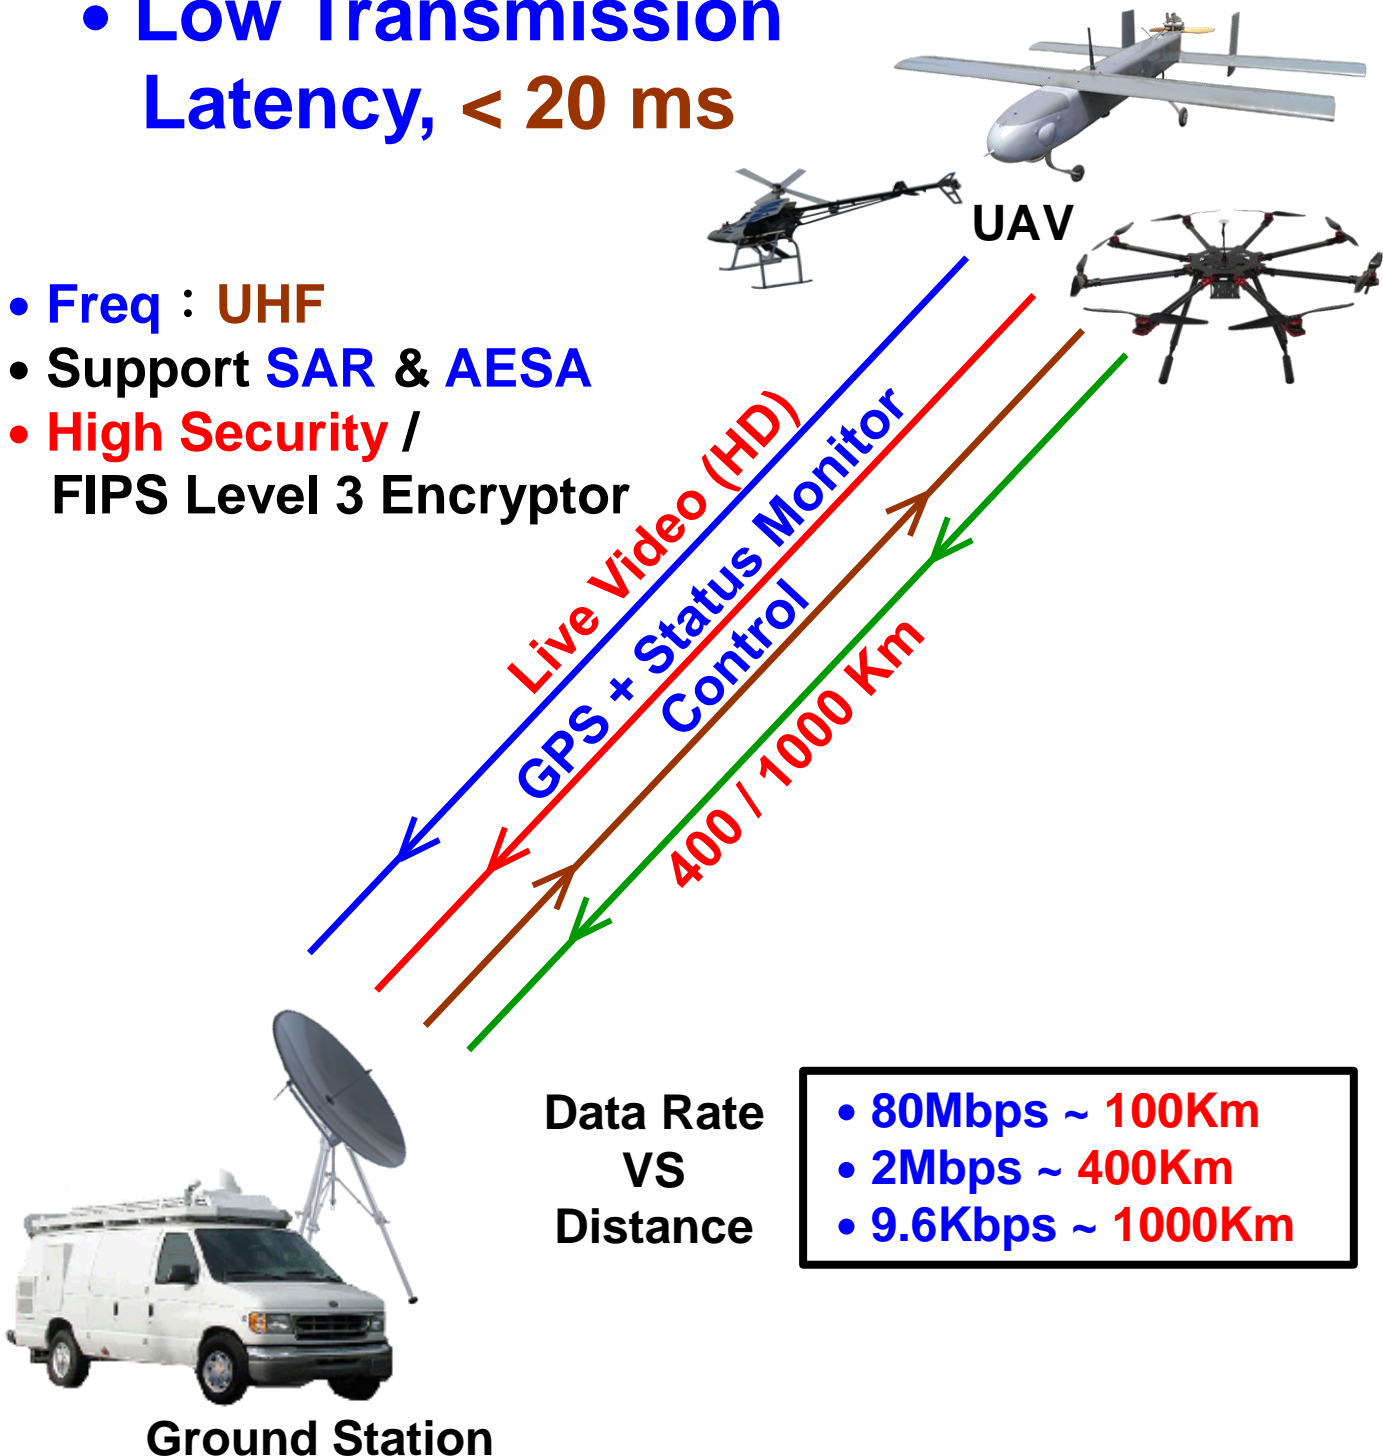 • Low Transmission
Latency, < 20 ms
UAV
• Freq：UHF
• Support SAR & AESA
• High Security /
FIPS Level 3 Encryptor
Live Video (HD)
GPS + Status Monitor
Control
400 / 1000 Km
Data Rate
VS
Distance
• 80Mbps ~ 100Km
• 2Mbps ~ 400Km
• 9.6Kbps ~ 1000Km
Ground Station